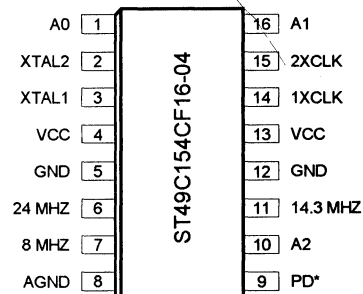 A0 1 16 A1
XTAL2 2 15 2XCLK
XTAL1 3 14 1XCLK
VCC 4 13 VCC
GND 5 12 GND
24 MHZ 6 11 14.3 MHZ
8 MHZ 7 10 A2
AGND 8 9 PD*
ST49C154CF16-04